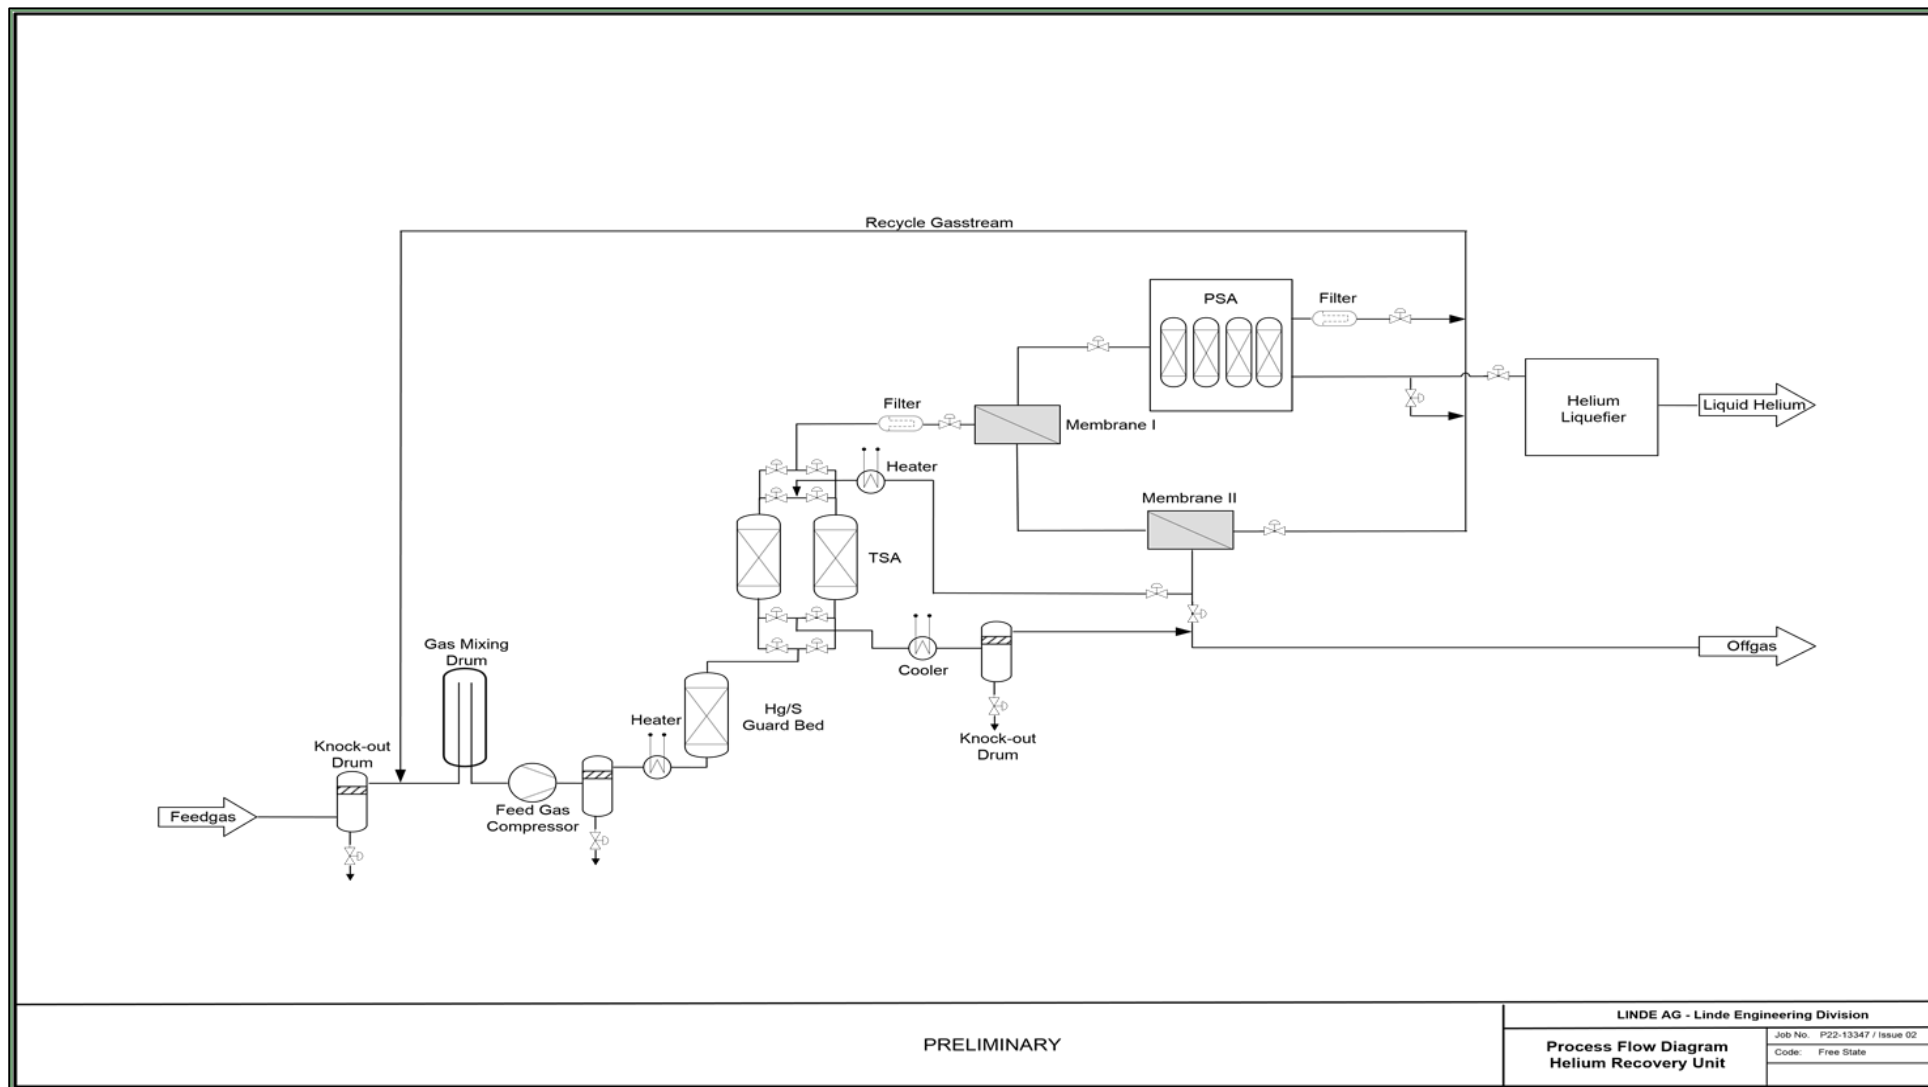 Recycle Gasstream
PSA
Filter
Helium
Liquefier
Liquid Helium
Filter
Membrane I
Heater
Membrane II
TSA
Offgas
Cooler
Knock-out
Drum
Gas Mixing
Drum
Hg/S
Guard Bed
Heater
Knock-out
Drum
Feed Gas
Compressor
Feedgas
PRELIMINARY
LINDE AG - Linde Engineering Division
Process Flow Diagram
Helium Recovery Unit
Job No. P22-13347 / Issue 02
Code: Free State